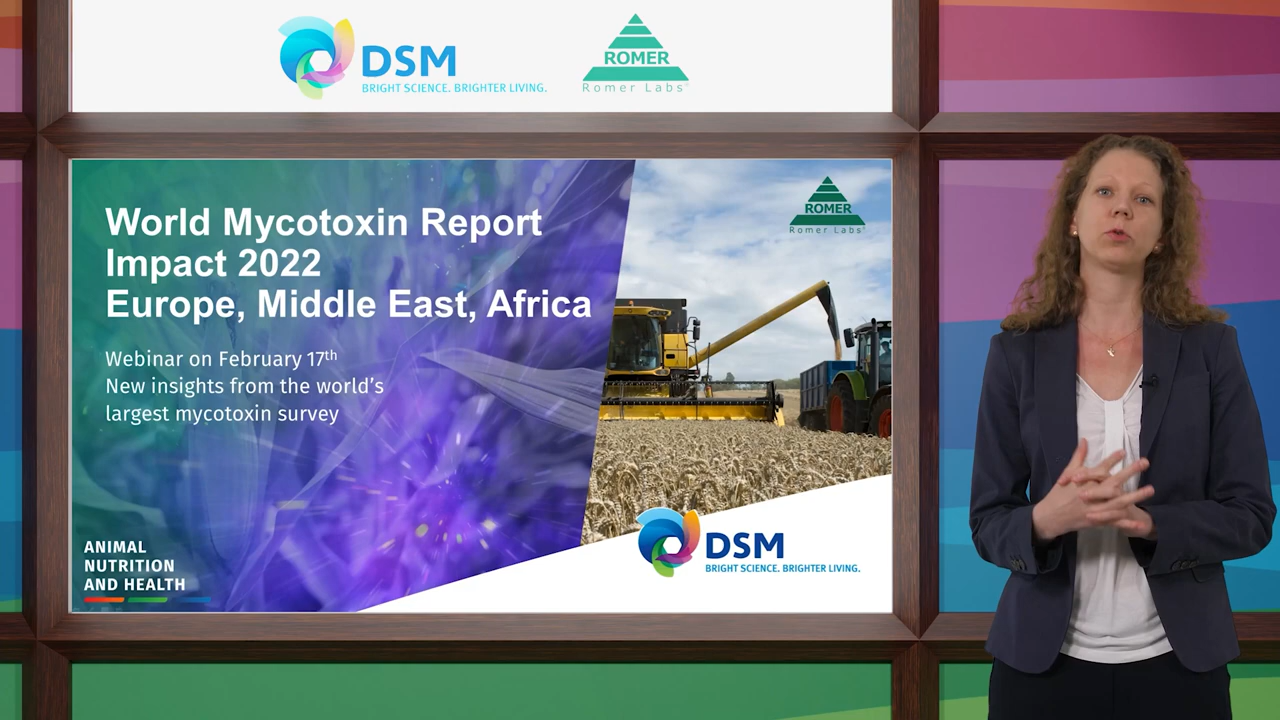 DSM
BRIGHT SCIENCE. BRIGHTER LIVING.
ROMER
Romer Labs®
World Mycotoxin Report
Impact 2022
Europe, Middle East, Africa
Webinar on February 17th
New insights from the world's
largest mycotoxin survey
ROMER
Romer Labs®
ANIMAL
NUTRITION
AND HEALTH
DSM
BRIGHT SCIENCE. BRIGHTER LIVING.